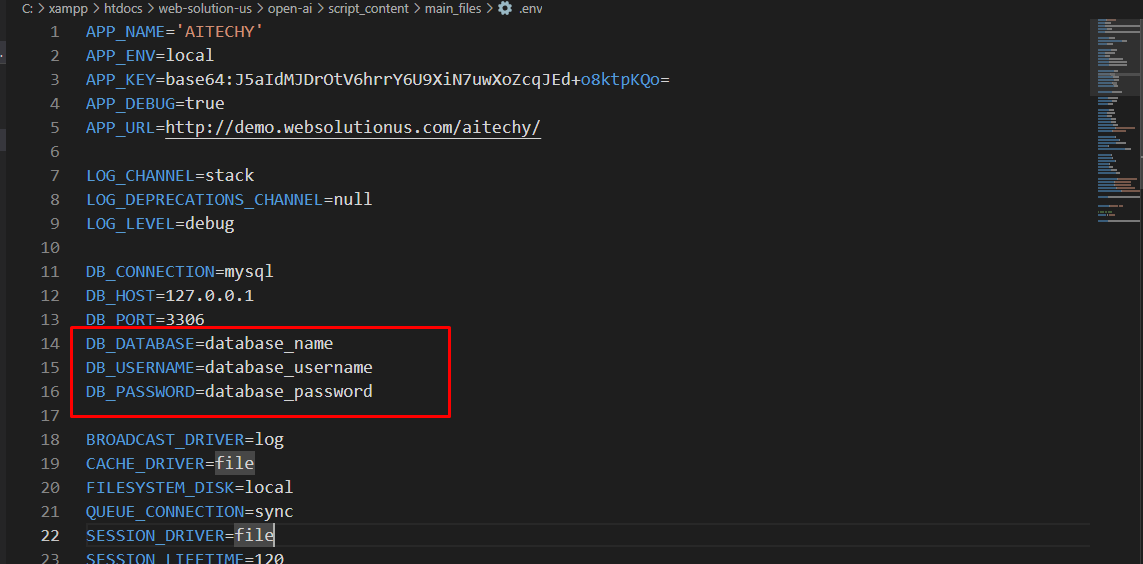 C: > xampp > htdocs > web-solution-us > open-ai > script_content > main_files > .env
1 APP_NAME='AITECHY'
2 APP_ENV=local
3 APP_KEY=base64:J5aIdMJDrOtV6hrrY6U9XiN7uwXoZcqJEd+o8ktpKQo=
4 APP_DEBUG=true
5 APP_URL=http://demo.websolutionus.com/aitechy/
6
7 LOG_CHANNEL=stack
8 LOG_DEPRECATIONS_CHANNEL=null
9 LOG_LEVEL=debug
10
11 DB_CONNECTION=mysql
12 DB_HOST=127.0.0.1
13 DB_PORT=3306
14 DB_DATABASE=database_name
15 DB_USERNAME=database_username
16 DB_PASSWORD=database_password
17
18 BROADCAST_DRIVER=log
19 CACHE_DRIVER=file
20 FILESYSTEM_DISK=local
21 QUEUE_CONNECTION=sync
22 SESSION_DRIVER=file
23 SESSION_LIFETIME=120